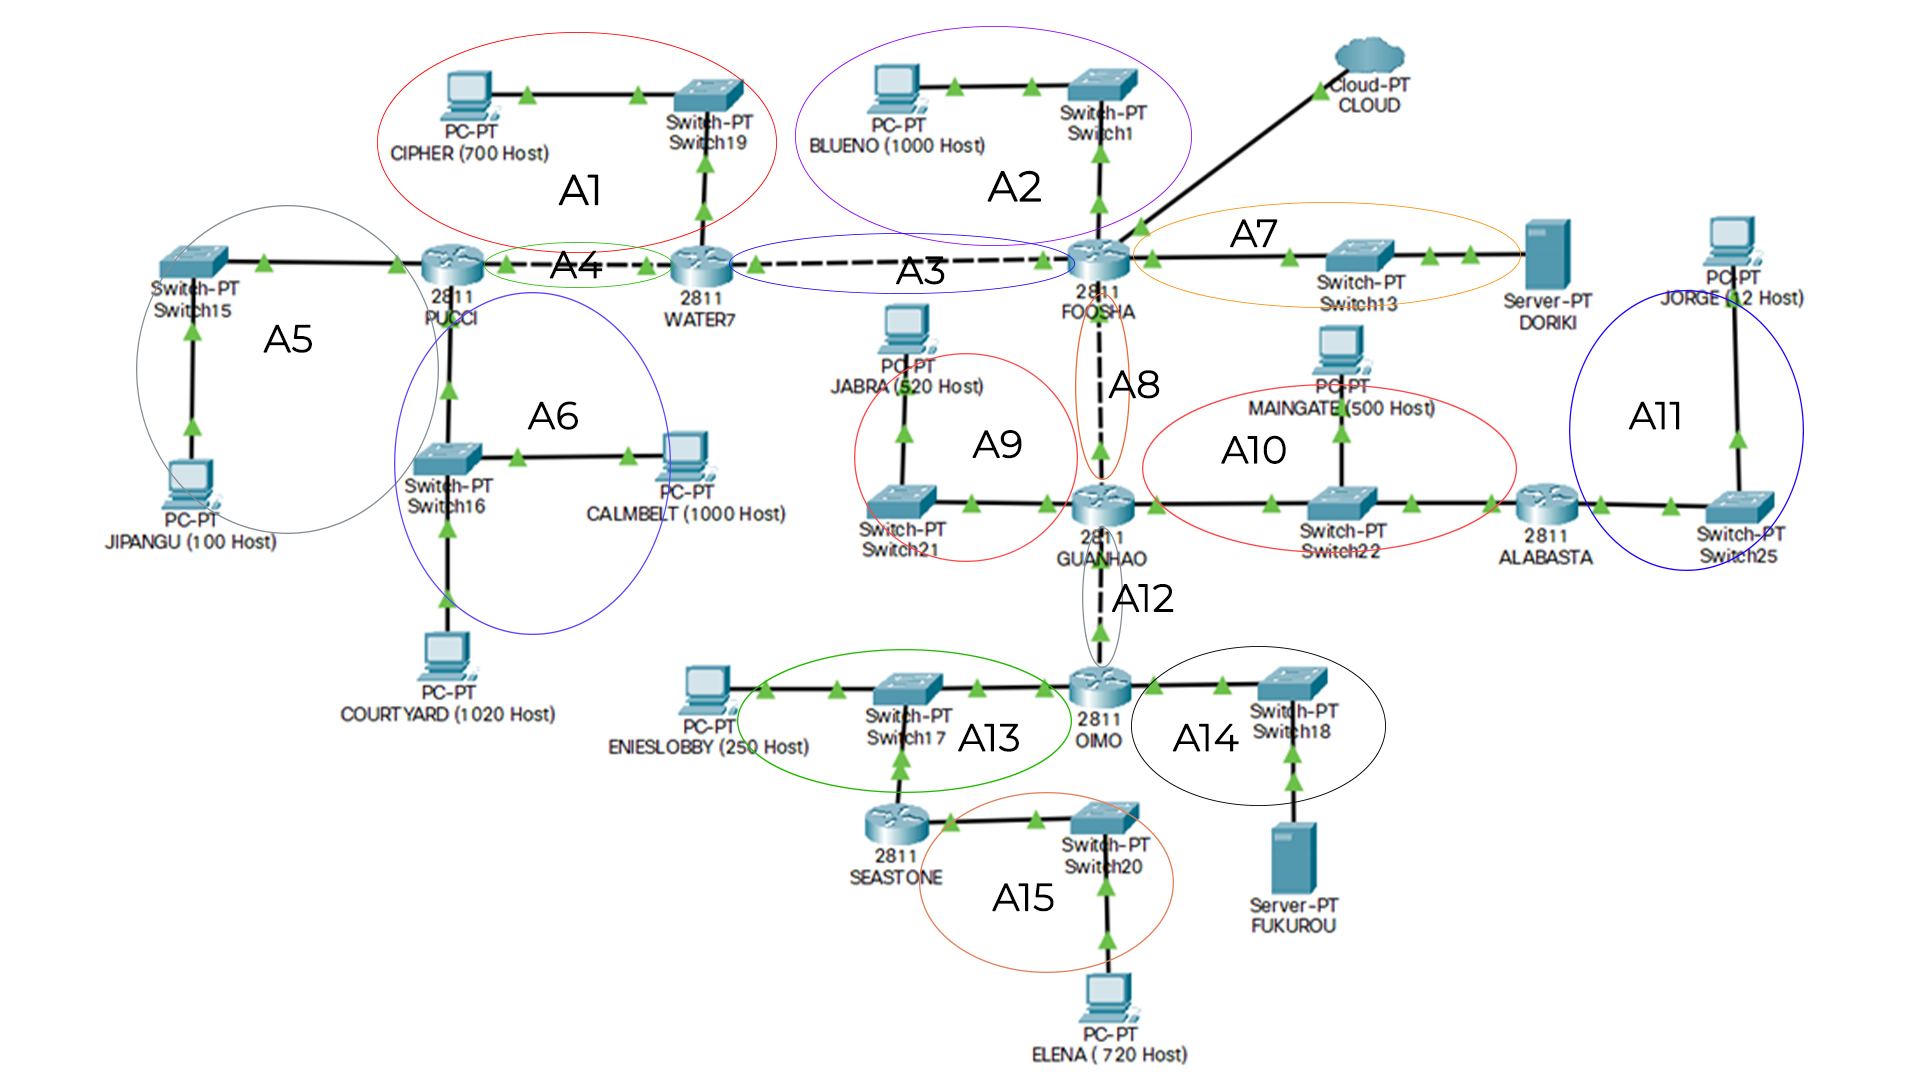 Cloud-PT
CLOUD
PC-PT
CIPHER (700 Host)
Switch-PT
Switch19
A1
PC-PT
BLUENO (1000 Host)
Switch-PT
Switch1
A2
Switch-PT
Switch15
A5
PC-PT
JIPANGU (100 Host)
2811
PUCCI
A4
2811
WATER7
A3
2811
FOOSHA
A7
Switch-PT
Switch13
Server-PT
DORIKI
PC-PT
JORGE (12 Host)
A6
Switch-PT
Switch16
PC-PT
CALMBELT (1000 Host)
PC-PT
COURTYARD (1020 Host)
PC-PT
JABRA (520 Host)
A8
A9
Switch-PT
Switch21
2811
GUANHAO
PC-PT
MAINGATE (500 Host)
A10
Switch-PT
Switch22
2811
ALABASTA
A11
Switch-PT
Switch25
A12
PC-PT
ENIESLOBBY (250 Host)
Switch-PT
Switch17
A13
2811
OIMO
A14
Switch-PT
Switch18
2811
SEASTONE
Switch-PT
Switch20
A15
Server-PT
FUKUROU
PC-PT
ELENA ( 720 Host)